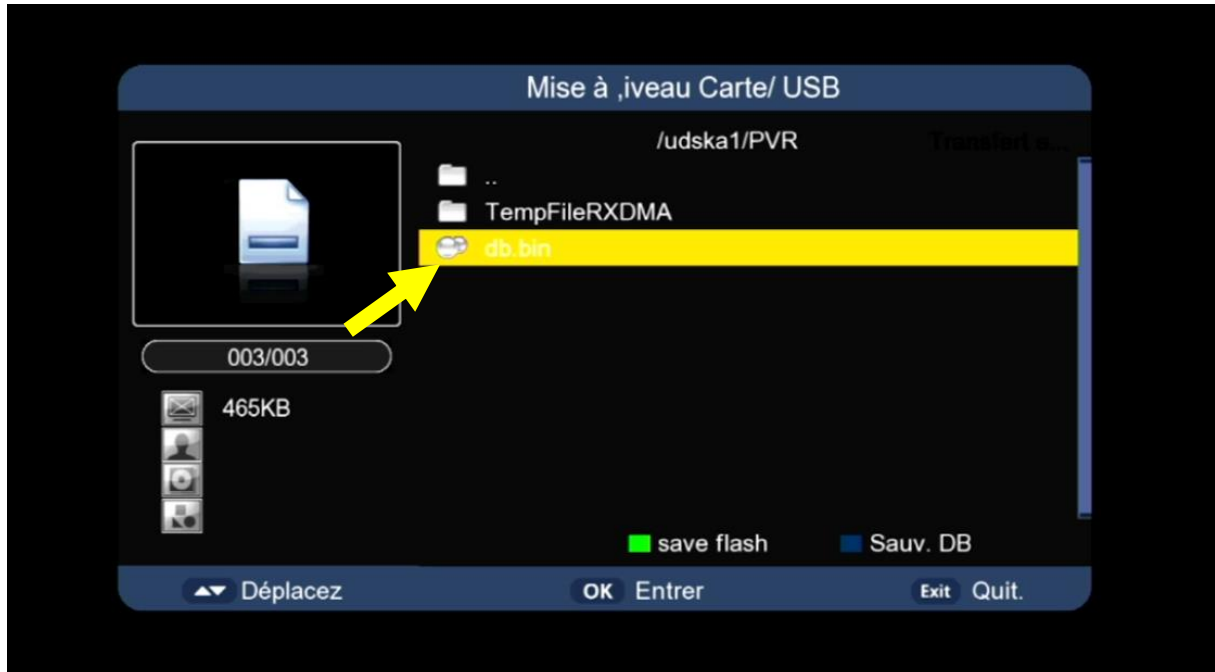 Mise à ,iveau Carte/ USB
/udska1/PVR
Transfert e...
..
TempFileRXDMA
db.bin
003/003
465KB
save flash
Sauv. DB
Déplacez
OK Entrer
Exit Quit.